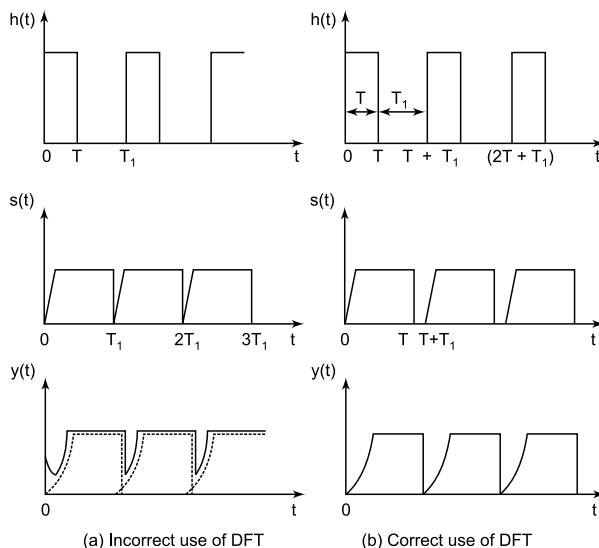 h(t)
0 T T₁ t
s(t)
0 T₁ 2T₁ 3T₁ t
y(t)
0 t
(a) Incorrect use of DFT
h(t)
T T₁
0 T T + T₁ (2T + T₁) t
s(t)
0 T T+T₁ t
y(t)
0 t
(b) Correct use of DFT